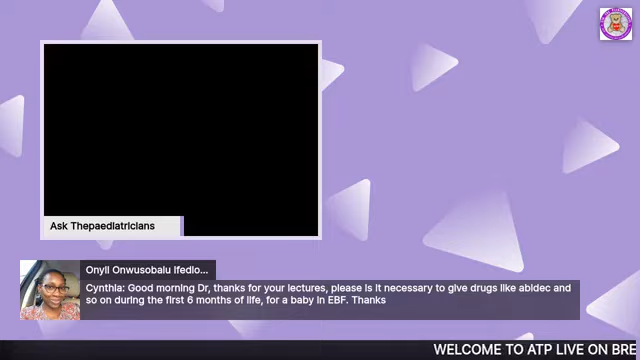 Ask Thepaediatricians
Onyii Onwusobalu Ifedio...
Cynthia: Good morning Dr, thanks for your lectures, please is it necessary to give drugs like abidec and
so on during the first 6 months of life, for a baby in EBF. Thanks
WELCOME TO ATP LIVE ON BRE